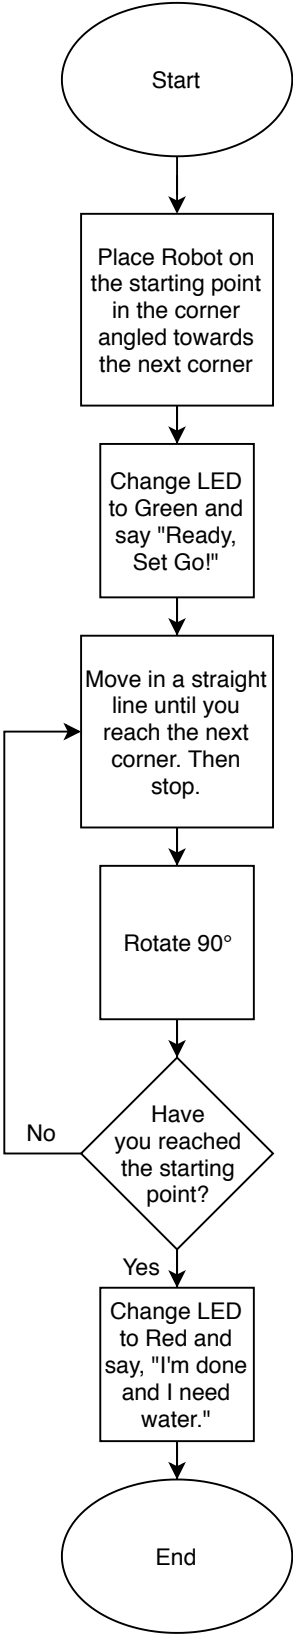 Start
Place Robot on
the starting point
in the corner
angled towards
the next corner
Change LED
to Green and
say "Ready,
Set Go!"
Move in a straight
line until you
reach the next
corner. Then
stop.
Rotate 90°
Have
you reached
the starting
point?
No
Yes
Change LED
to Red and
say, "I'm done
and I need
water."
End